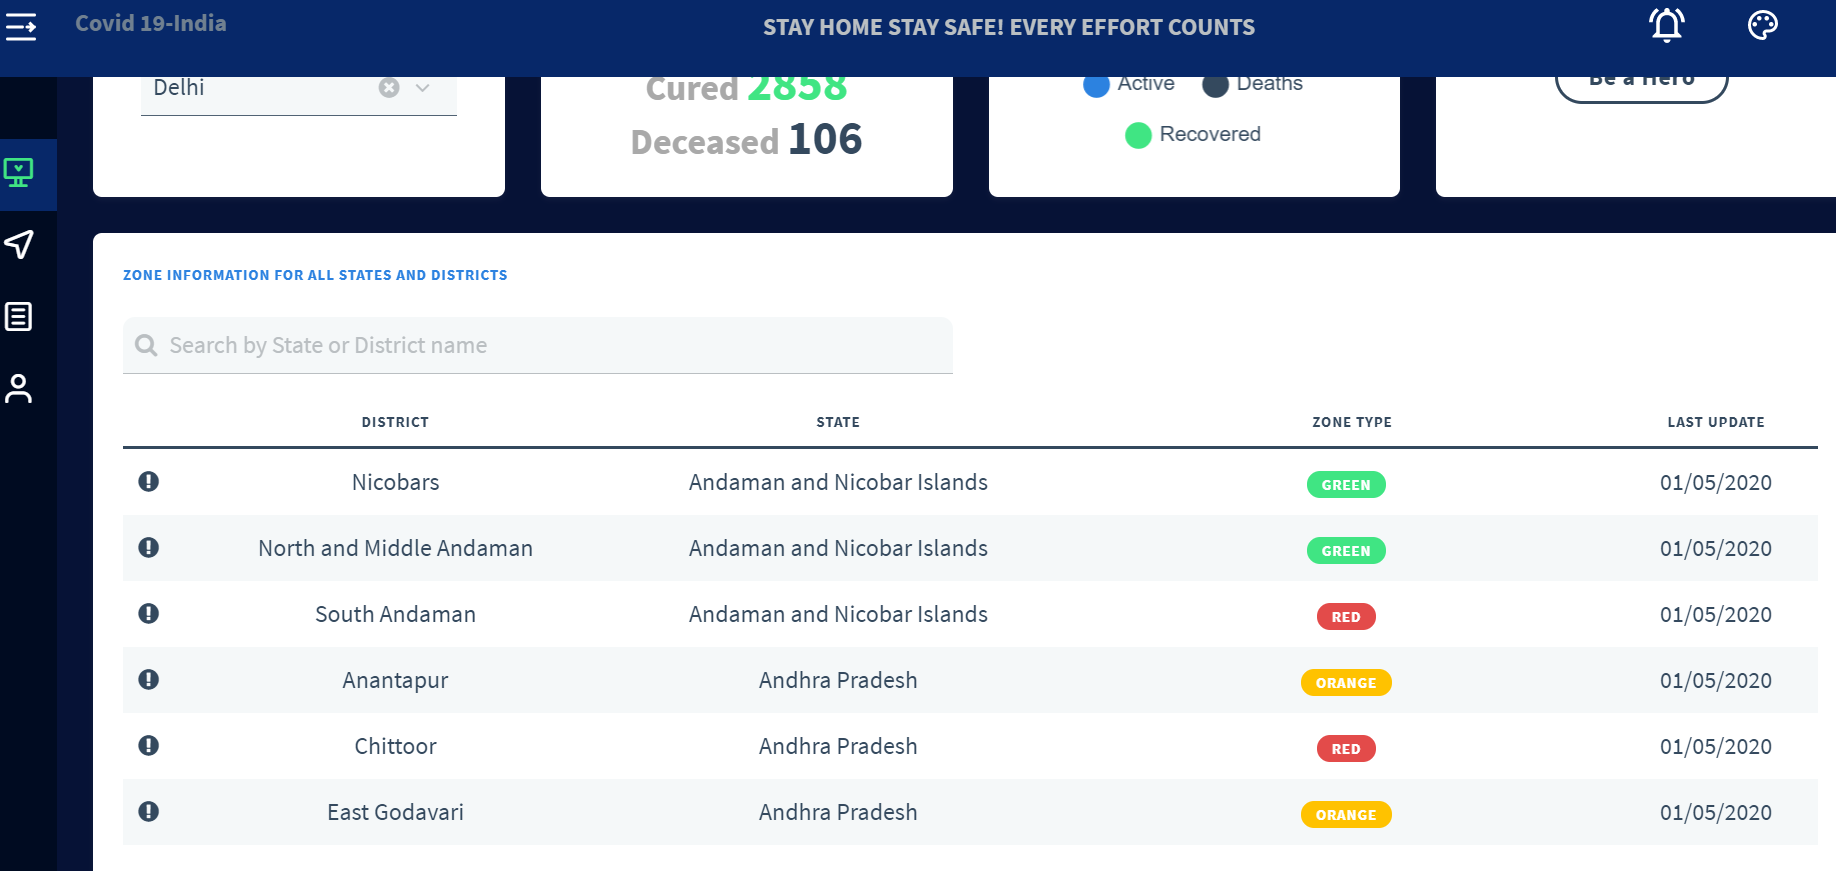 Covid 19-India
STAY HOME STAY SAFE! EVERY EFFORT COUNTS
Delhi
Cured 2858
Deceased 106
Active Deaths
Recovered
Be a Hero
ZONE INFORMATION FOR ALL STATES AND DISTRICTS
Search by State or District name
DISTRICT STATE ZONE TYPE LAST UPDATE
Nicobars Andaman and Nicobar Islands GREEN 01/05/2020
North and Middle Andaman Andaman and Nicobar Islands GREEN 01/05/2020
South Andaman Andaman and Nicobar Islands RED 01/05/2020
Anantapur Andhra Pradesh ORANGE 01/05/2020
Chittoor Andhra Pradesh RED 01/05/2020
East Godavari Andhra Pradesh ORANGE 01/05/2020